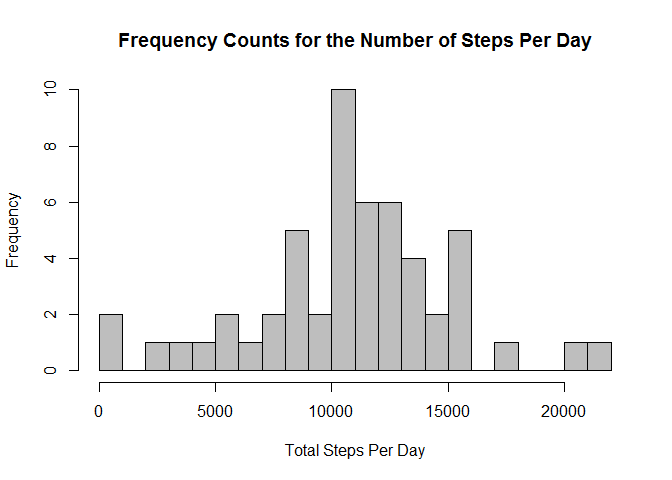 Frequency Counts for the Number of Steps Per Day
Frequency
10
8
6
4
2
0
0 5000 10000 15000 20000
Total Steps Per Day